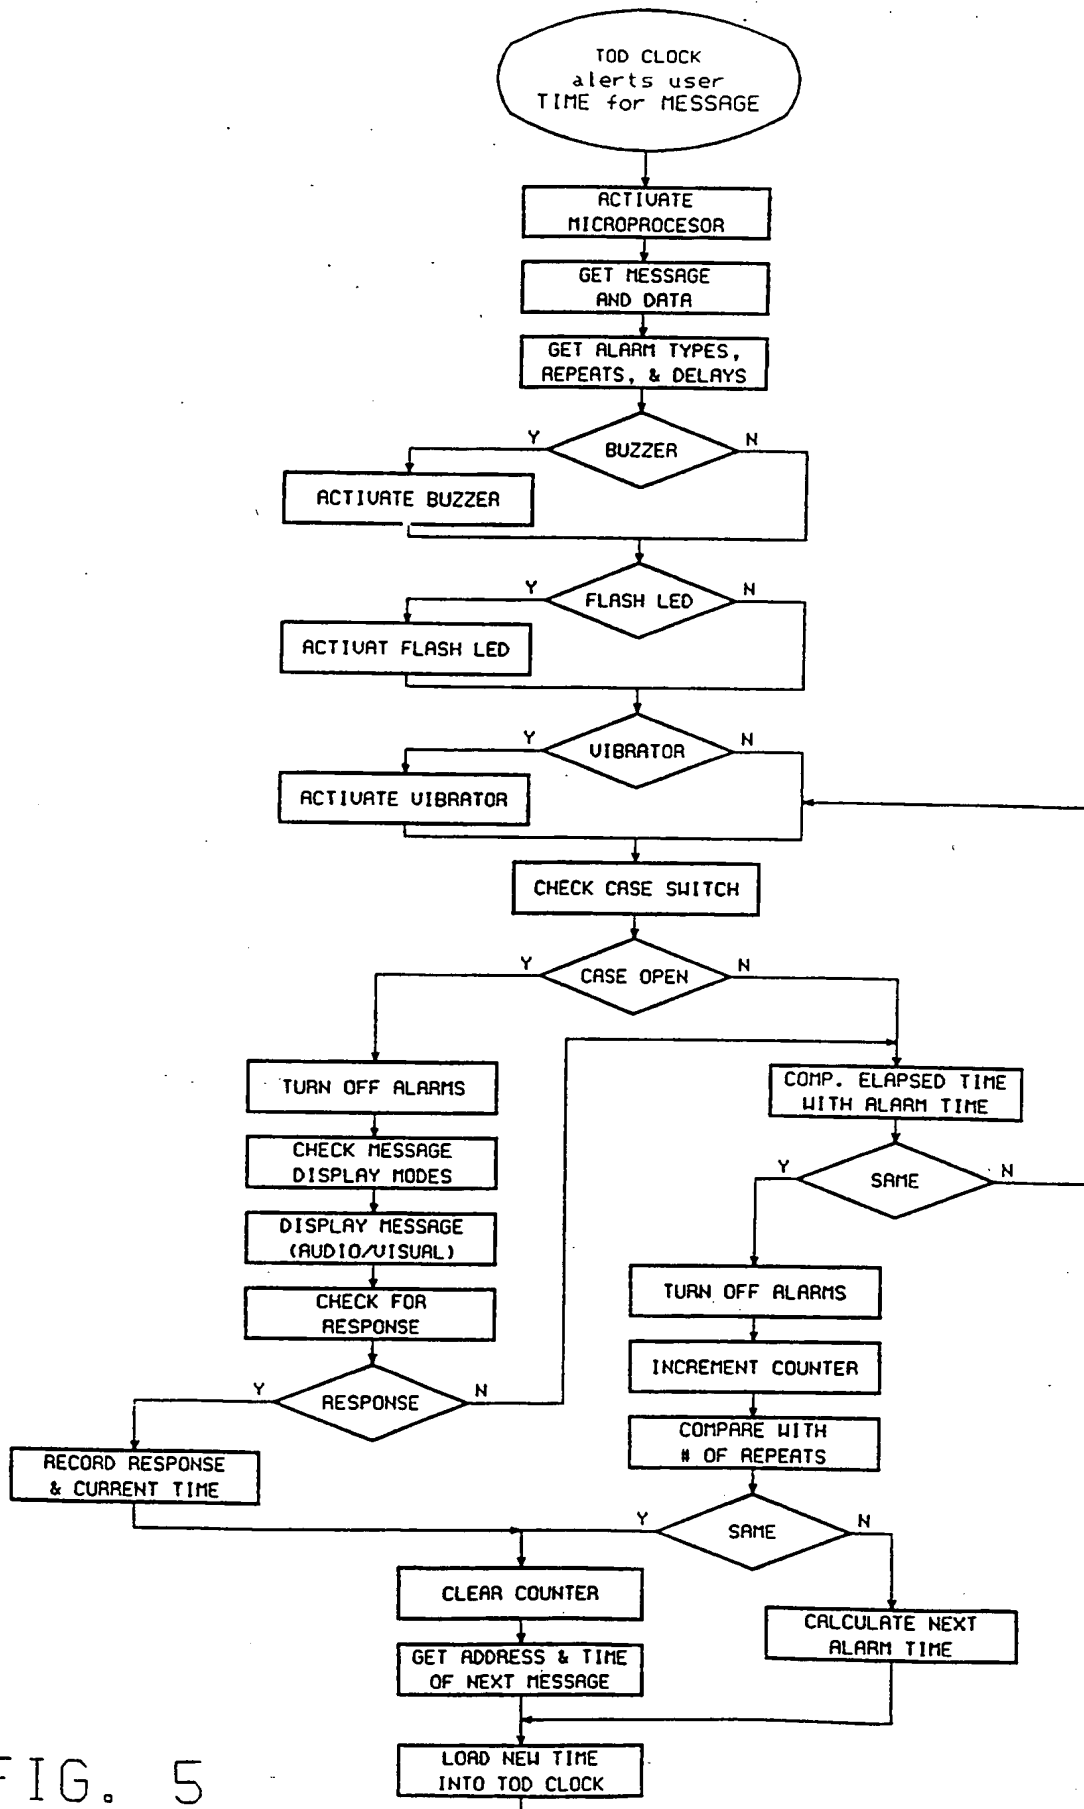 TOD CLOCK
alerts user
TIME for MESSAGE
ACTIVATE
MICROPROCESOR
GET MESSAGE
AND DATA
GET ALARM TYPES,
REPEATS, & DELAYS
Y
BUZZER
N
ACTIVATE BUZZER
Y
FLASH LED
N
ACTIVAT FLASH LED
Y
VIBRATOR
N
ACTIVATE VIBRATOR
CHECK CASE SWITCH
Y
CASE OPEN
N
TURN OFF ALARMS
COMP. ELAPSED TIME
WITH ALARM TIME
CHECK MESSAGE
DISPLAY MODES
Y
SAME
N
DISPLAY MESSAGE
(AUDIO/VISUAL)
TURN OFF ALARMS
CHECK FOR
RESPONSE
INCREMENT COUNTER
Y
RESPONSE
N
COMPARE WITH
# OF REPEATS
RECORD RESPONSE
& CURRENT TIME
Y
SAME
N
CLEAR COUNTER
CALCULATE NEXT
ALARM TIME
GET ADDRESS & TIME
OF NEXT MESSAGE
LOAD NEW TIME
INTO TOD CLOCK
FIG. 5